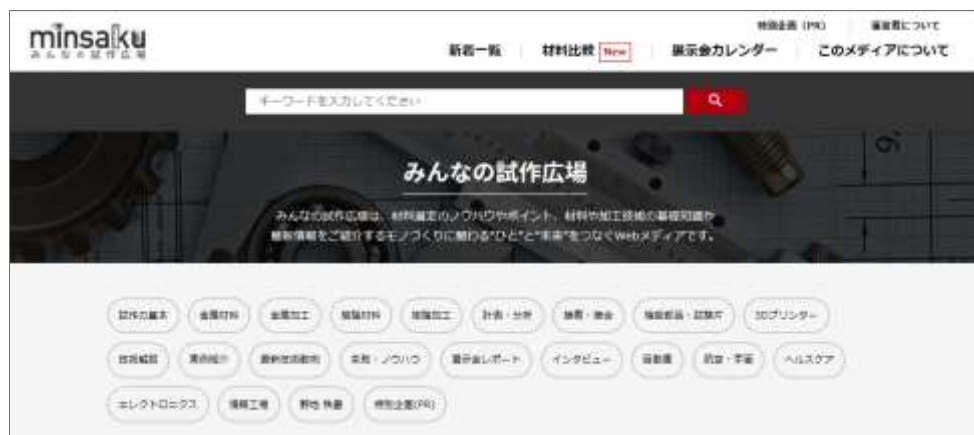 特別企画（PR） 運営者について
minsaku
みんなの試作広場
新着一覧 材料比較 New 展示会カレンダー このメディアについて
キーワードを入力してください
みんなの試作広場
みんなの試作広場は、材料選定のノウハウやポイント、材料や加工技術の基礎知識や
最新情報をご紹介するモノづくりに関わる“ひと”と“未来”をつなぐWebメディアです。
試作の基本 金属材料 金属加工 樹脂材料 樹脂加工 計測・分析 接着・接合 機能部品・試験片 3Dプリンター
技術解説 事例紹介 最新技術動向 実務・ノウハウ 展示会レポート インタビュー 自動車 航空・宇宙 ヘルスケア
エレクトロニクス 情報工場 特別企画(PR)